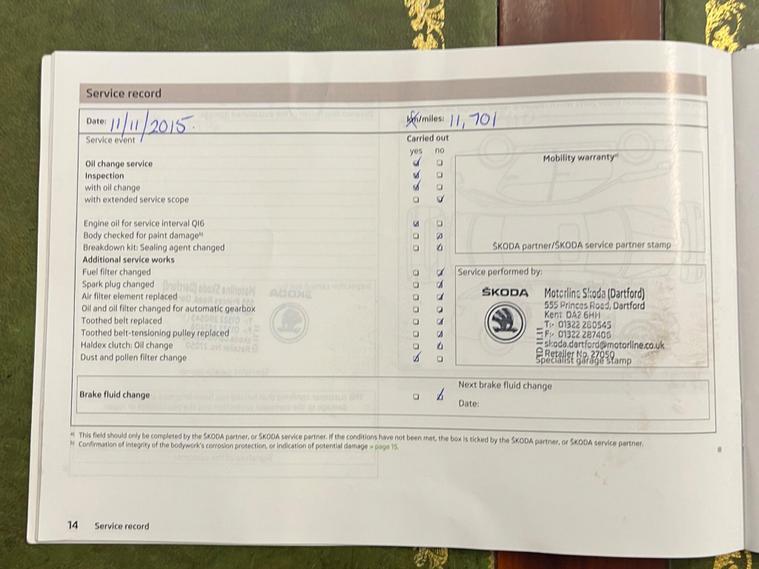 Service record
Date: 11/11/2015. km/miles: 11,701
Service event Carried out
yes no
Mobility warrantya)
Oil change service
Inspection
with oil change
with extended service scope
Engine oil for service interval QI6
Body checked for paint damageb)
Breakdown kit: Sealing agent changed
ŠKODA partner/ŠKODA service partner stamp
Additional service works
Fuel filter changed
Service performed by:
Spark plug changed
Air filter element replaced
Oil and oil filter changed for automatic gearbox
Toothed belt replaced
Toothed belt-tensioning pulley replaced
Haldex clutch: Oil change
Dust and pollen filter change
ŠKODA
Motorline Skoda (Dartford)
555 Princes Road, Dartford
Kent DA2 6HH
T:- 01322 280545
F:- 01322 287406
skoda.dartford@motorline.co.uk
Retailer No. 27050
Specialist garage stamp
Brake fluid change
Next brake fluid change
Date:
a) This field should only be completed by the ŠKODA partner, or ŠKODA service partner. If the conditions have not been met, the box is ticked by the ŠKODA partner, or ŠKODA service partner.
b) Confirmation of integrity of the bodywork's corrosion protection, or indication of potential damage » page 15.
14 Service record